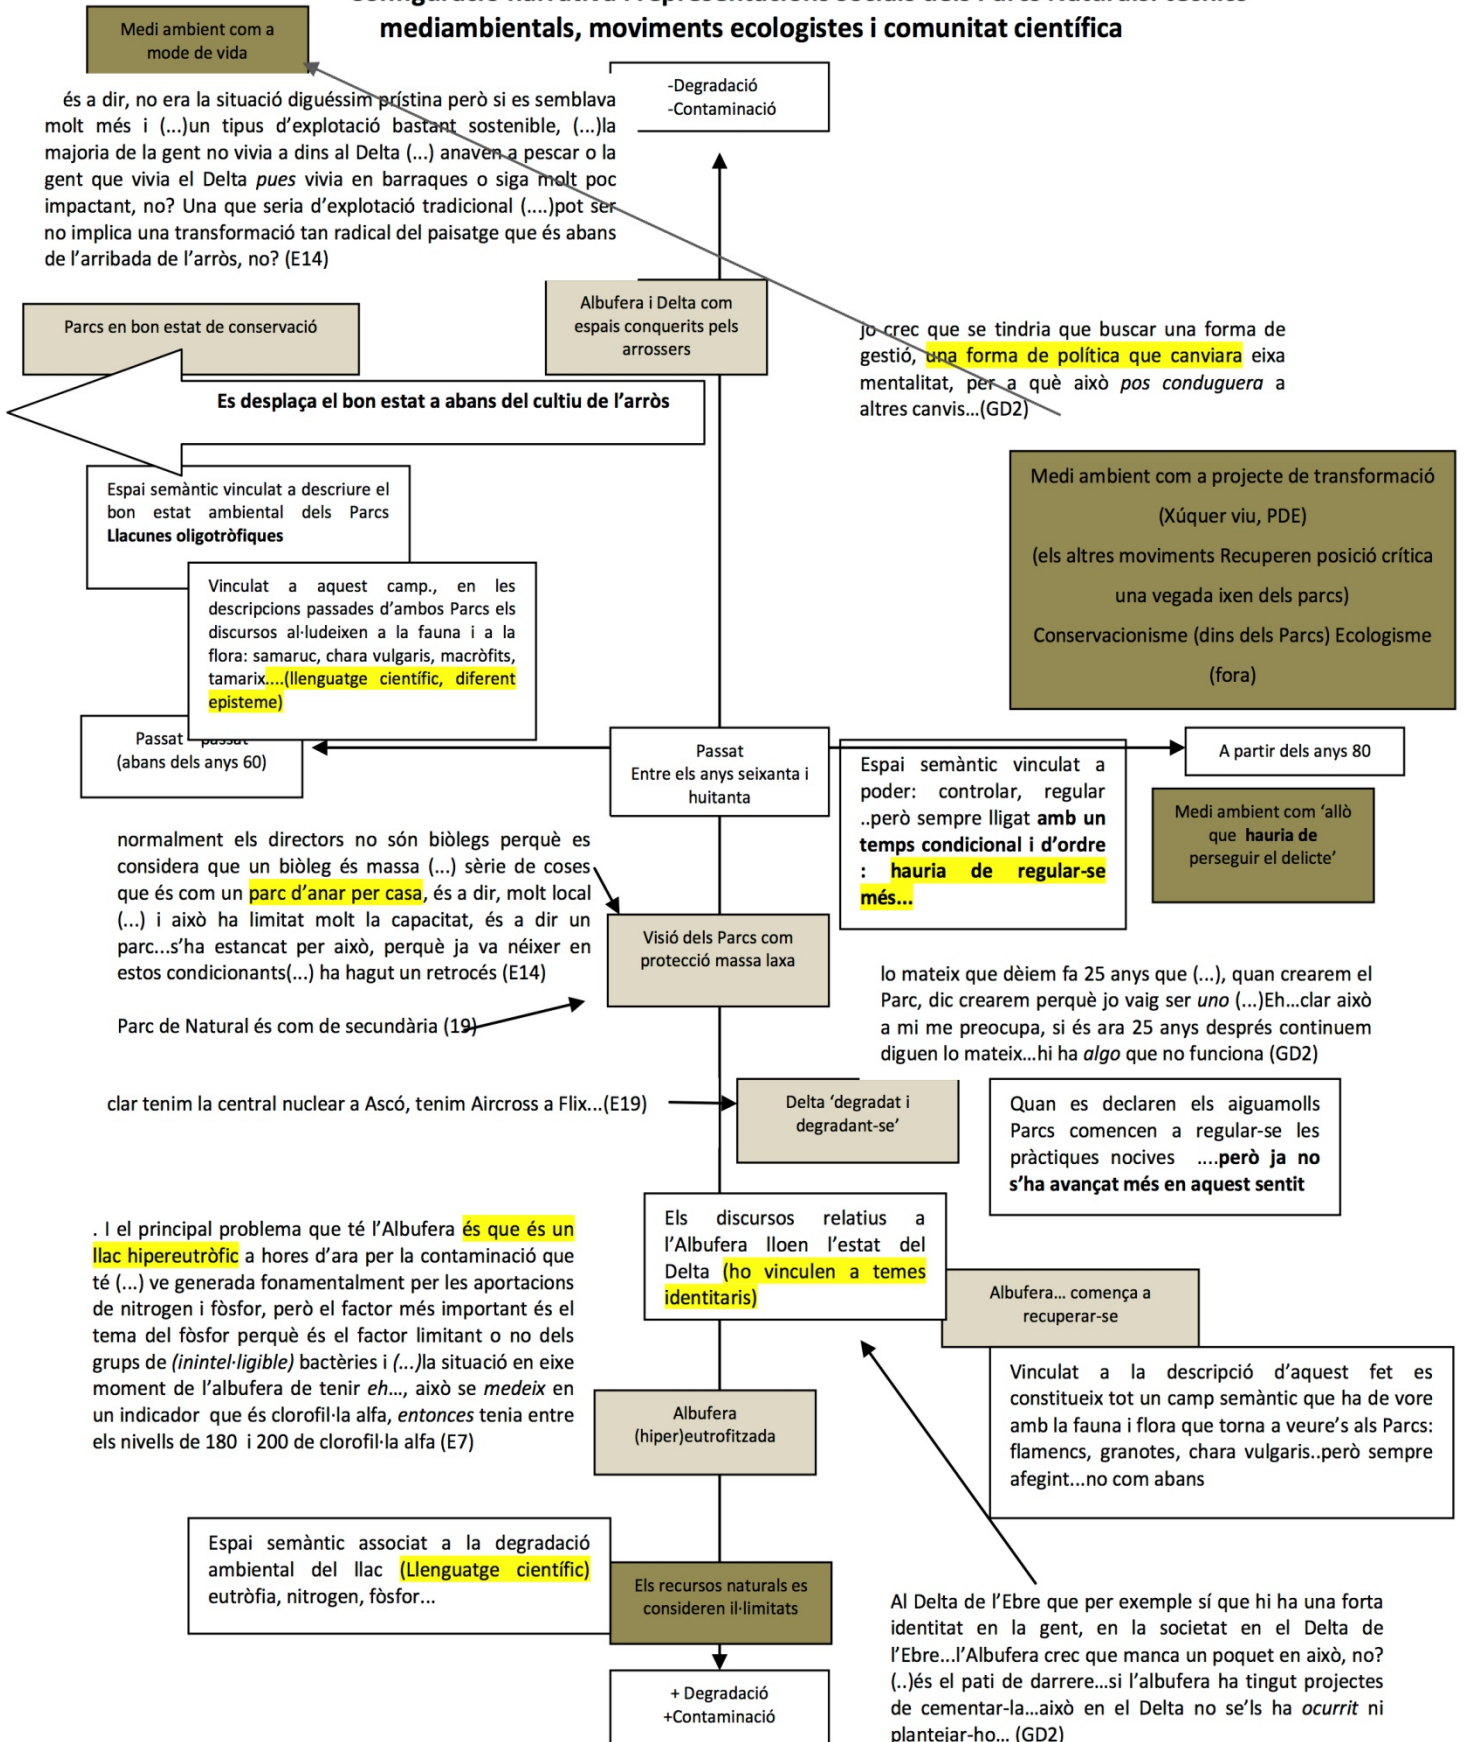 mediambientals, moviments ecologistes i comunitat científica
Medi ambient com a
mode de vida
-Degradació
-Contaminació
és a dir, no era la situació diguéssim prístina però si es semblava
molt més i (...)un tipus d'explotació bastant sostenible, (...)la
majoria de la gent no vivia a dins al Delta (...) anaven a pescar o la
gent que vivia el Delta pues vivia en barraques o siga molt poc
impactant, no? Una que seria d'explotació tradicional (....)pot ser
no implica una transformació tan radical del paisatge que és abans
de l'arribada de l'arròs, no? (E14)
Albufera i Delta com
espais conquerits pels
arrossers
Parcs en bon estat de conservació
jo crec que se tindria que buscar una forma de
gestió, una forma de política que canviara eixa
mentalitat, per a què això pos conduguera a
altres canvis...(GD2)
Es desplaça el bon estat a abans del cultiu de l'arròs
Medi ambient com a projecte de transformació
(Xúquer viu, PDE)
(els altres moviments Recuperen posició crítica
una vegada ixen dels parcs)
Conservacionisme (dins dels Parcs) Ecologisme
(fora)
Espai semàntic vinculat a descriure el
bon estat ambiental dels Parcs
Llacunes oligotròfiques
Vinculat a aquest camp., en les
descripcions passades d'ambos Parcs els
discursos al·ludeixen a la fauna i a la
flora: samaruc, chara vulgaris, macròfits,
tamarix....(llenguatge científic, diferent
episteme)
Passat - passat
(abans dels anys 60)
Passat
Entre els anys seixanta i
huitanta
A partir dels anys 80
Espai semàntic vinculat a
poder: controlar, regular
..però sempre lligat amb un
temps condicional i d'ordre
: hauria de regular-se
més...
Medi ambient com 'allò
que hauria de
perseguir el delicte'
normalment els directors no són biòlegs perquè es
considera que un biòleg és massa (...) sèrie de coses
que és com un parc d'anar per casa, és a dir, molt local
(...) i això ha limitat molt la capacitat, és a dir un
parc...s'ha estancat per això, perquè ja va néixer en
estos condicionants(...) ha hagut un retrocés (E14)
Visió dels Parcs com
protecció massa laxa
Parc de Natural és com de secundària (19)
lo mateix que dèiem fa 25 anys que (...), quan crearem el
Parc, dic crearem perquè jo vaig ser uno (...)Eh...clar això
a mi me preocupa, si és ara 25 anys després continuem
diguen lo mateix...hi ha algo que no funciona (GD2)
clar tenim la central nuclear a Ascó, tenim Aircross a Flix...(E19)
Delta 'degradat i
degradant-se'
Quan es declaren els aiguamolls
Parcs comencen a regular-se les
pràctiques nocives ....però ja no
s'ha avançat més en aquest sentit
Els discursos relatius a
l'Albufera lloen l'estat del
Delta (ho vinculen a temes
identitaris)
. I el principal problema que té l'Albufera és que és un
llac hipereutròfic a hores d'ara per la contaminació que
té (...) ve generada fonamentalment per les aportacions
de nitrogen i fòsfor, però el factor més important és el
tema del fòsfor perquè és el factor limitant o no dels
grups de (inintel·ligible) bactèries i (...)la situació en eixe
moment de l'albufera de tenir eh..., això se medeix en
un indicador que és clorofil·la alfa, entonces tenia entre
els nivells de 180 i 200 de clorofil·la alfa (E7)
Albufera... comença a
recuperar-se
Vinculat a la descripció d'aquest fet es
constitueix tot un camp semàntic que ha de vore
amb la fauna i flora que torna a veure's als Parcs:
flamencs, granotes, chara vulgaris..però sempre
afegint...no com abans
Albufera
(hiper)eutrofitzada
Espai semàntic associat a la degradació
ambiental del llac (Llenguatge científic)
eutròfia, nitrogen, fòsfor...
Els recursos naturals es
consideren il·limitats
Al Delta de l'Ebre que per exemple sí que hi ha una forta
identitat en la gent, en la societat en el Delta de
l'Ebre...l'Albufera crec que manca un poquet en això, no?
(..)és el pati de darrere...si l'albufera ha tingut projectes
de cementar-la...això en el Delta no se'ls ha ocurrit ni
plantejar-ho... (GD2)
+ Degradació
+Contaminació